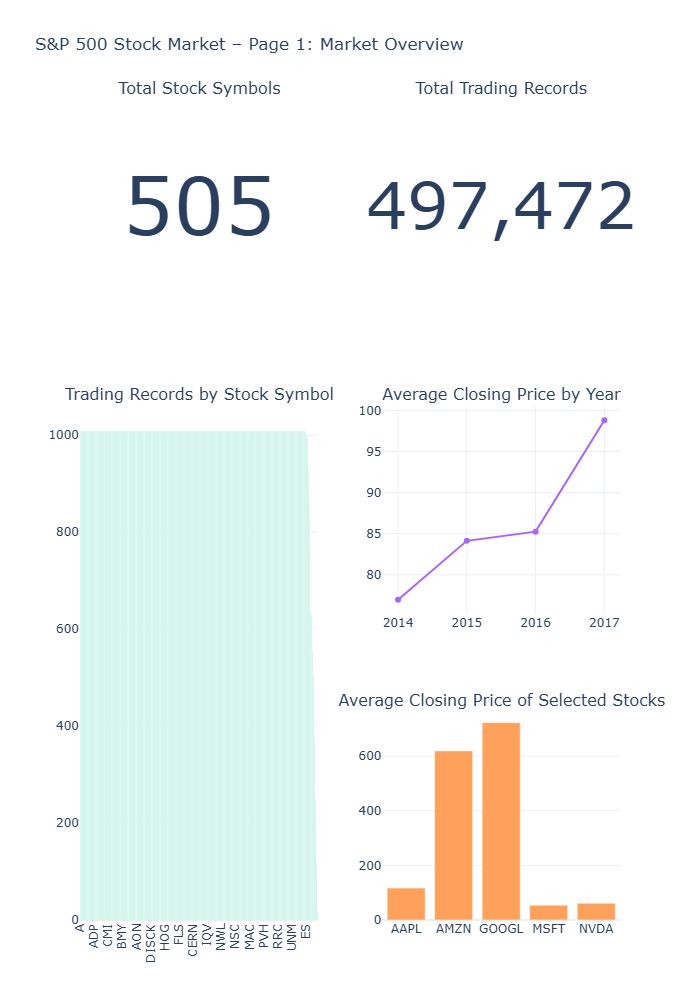 S&P 500 Stock Market – Page 1: Market Overview
Total Stock Symbols
Total Trading Records
505
497,472
Trading Records by Stock Symbol
1000
800
600
400
200
0
A
ADP
CMI
BMY
AON
DISCK
HOG
FLS
CERN
IQV
NWL
NSC
MAC
PVH
RRC
UNM
ES
Average Closing Price by Year
100
95
90
85
80
2014
2015
2016
2017
Average Closing Price of Selected Stocks
600
400
200
0
AAPL
AMZN
GOOGL
MSFT
NVDA